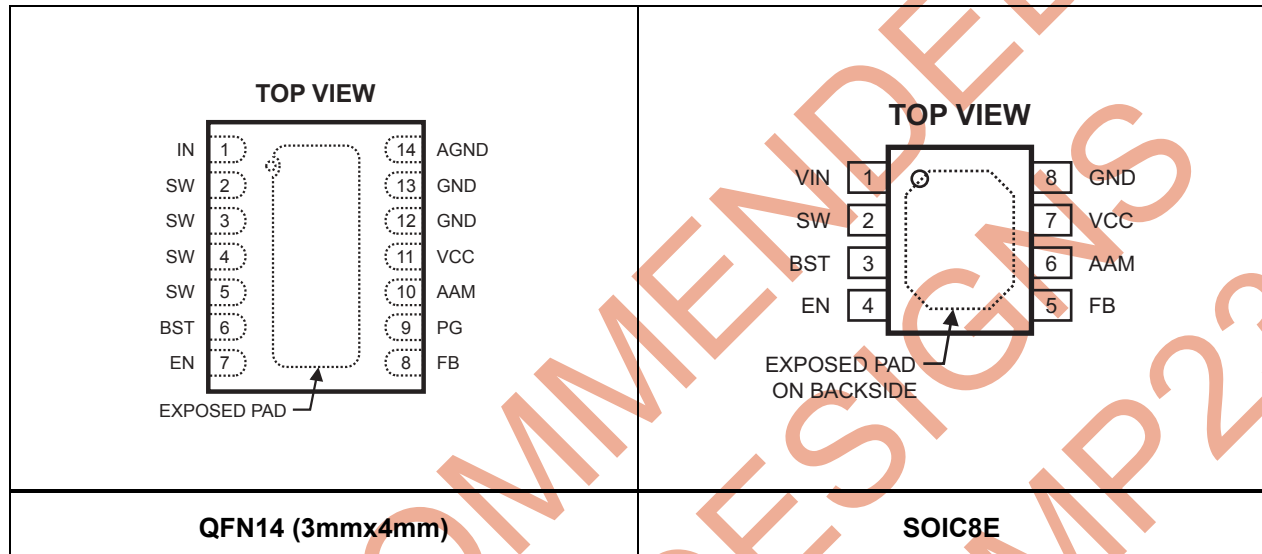 TOP VIEW
IN 1
SW 2
SW 3
SW 4
SW 5
BST 6
EN 7
14 AGND
13 GND
12 GND
11 VCC
10 AAM
9 PG
8 FB
EXPOSED PAD
QFN14 (3mmx4mm)
TOP VIEW
VIN 1
SW 2
BST 3
EN 4
8 GND
7 VCC
6 AAM
5 FB
EXPOSED PAD
ON BACKSIDE
SOIC8E